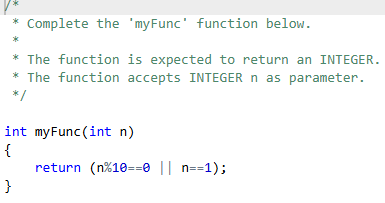 /*
 * Complete the 'myFunc' function below.
 *
 * The function is expected to return an INTEGER.
 * The function accepts INTEGER n as parameter.
 */
int myFunc(int n)
{
    return (n%10==0 || n==1);
}